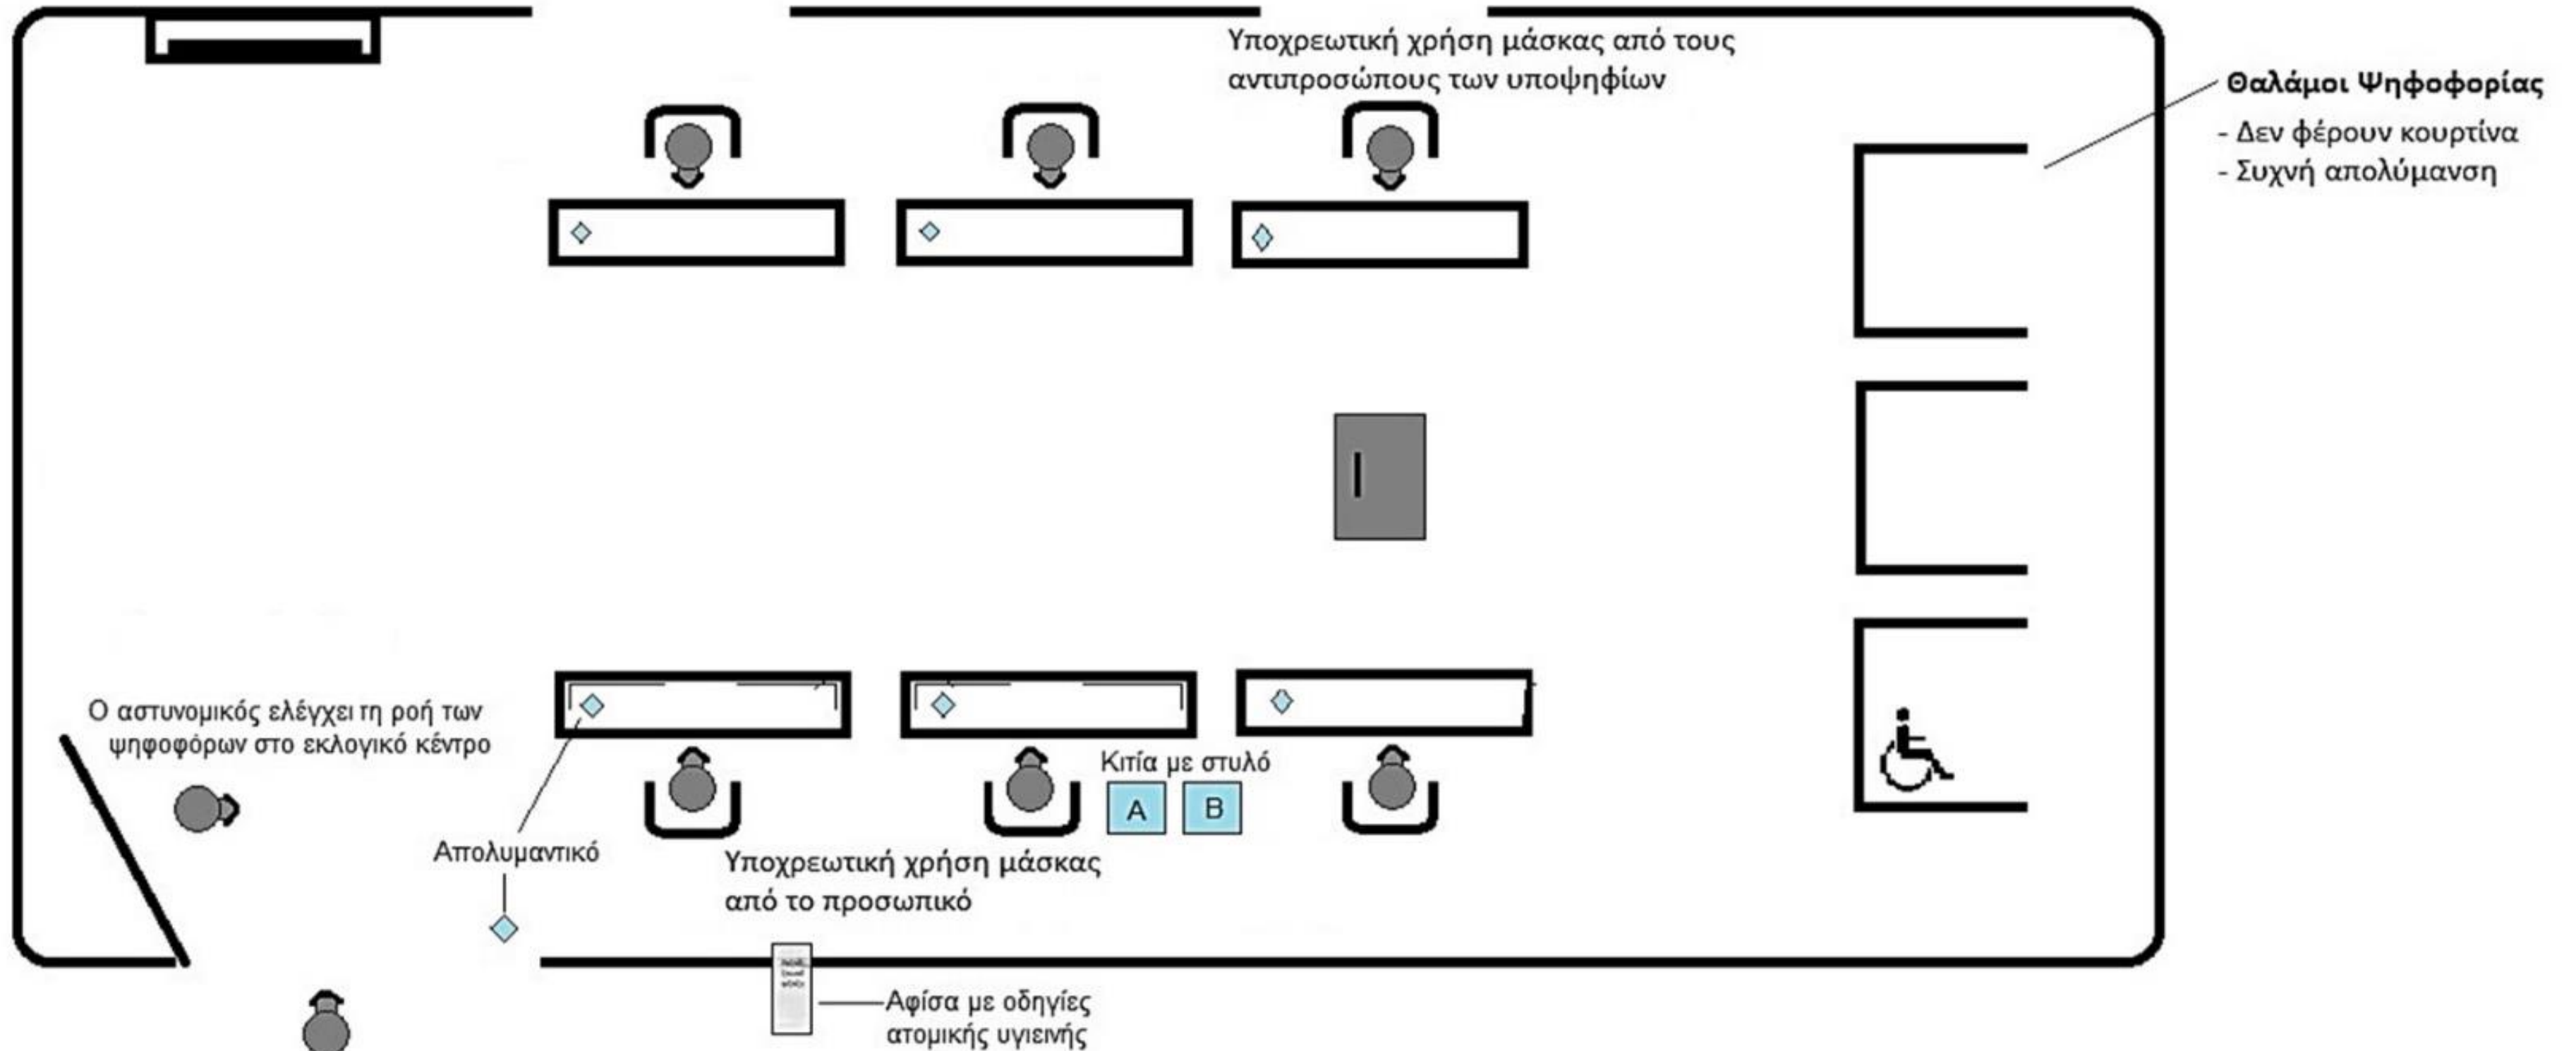 Υποχρεωτική χρήση μάσκας από τους
αντιπροσώπους των υποψηφίων
Θαλάμοι Ψηφοφορίας
- Δεν φέρουν κουρτίνα
- Συχνή απολύμανση
Ο αστυνομικός ελέγχει τη ροή των
ψηφοφόρων στο εκλογικό κέντρο
Κιτία με στυλό
A B
Απολυμαντικό
Υποχρεωτική χρήση μάσκας
από το προσωπικό
Αφίσα με οδηγίες
ατομικής υγιεινής